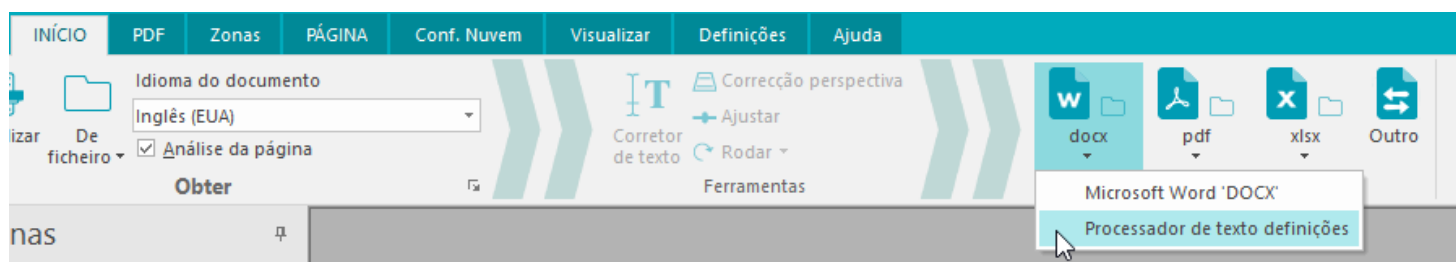 INÍCIO PDF Zonas PÁGINA Conf. Nuvem Visualizar Definições Ajuda
Idioma do documento
Inglês (EUA)
De
ficheiro
Análise da página
Obter
Corretor
de texto
Correcção perspectiva
Ajustar
Rodar
Ferramentas
docx pdf xlsx Outro
Microsoft Word 'DOCX'
Processador de texto definições